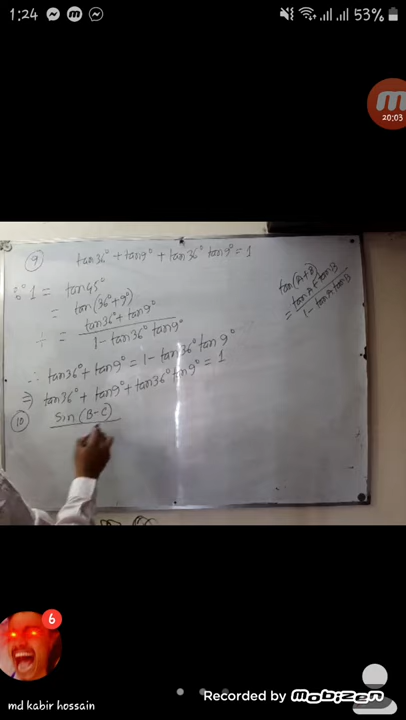 1:24 53%
20:03
⑨ tan36° + tan9° + tan36° tan9° = 1
∵ 1 = tan45°
= tan(36°+9°)
1/1 = (tan36° + tan9°)/(1 - tan36° tan9°)
tan(A+B)
= (tanA + tanB)/(1 - tanA tanB)
∴ tan36° + tan9° = 1 - tan36° tan9°
⇒ tan36° + tan9° + tan36° tan9° = 1
⑩ Sin(B-C)
6
md kabir hossain
Recorded by MOBIZEN